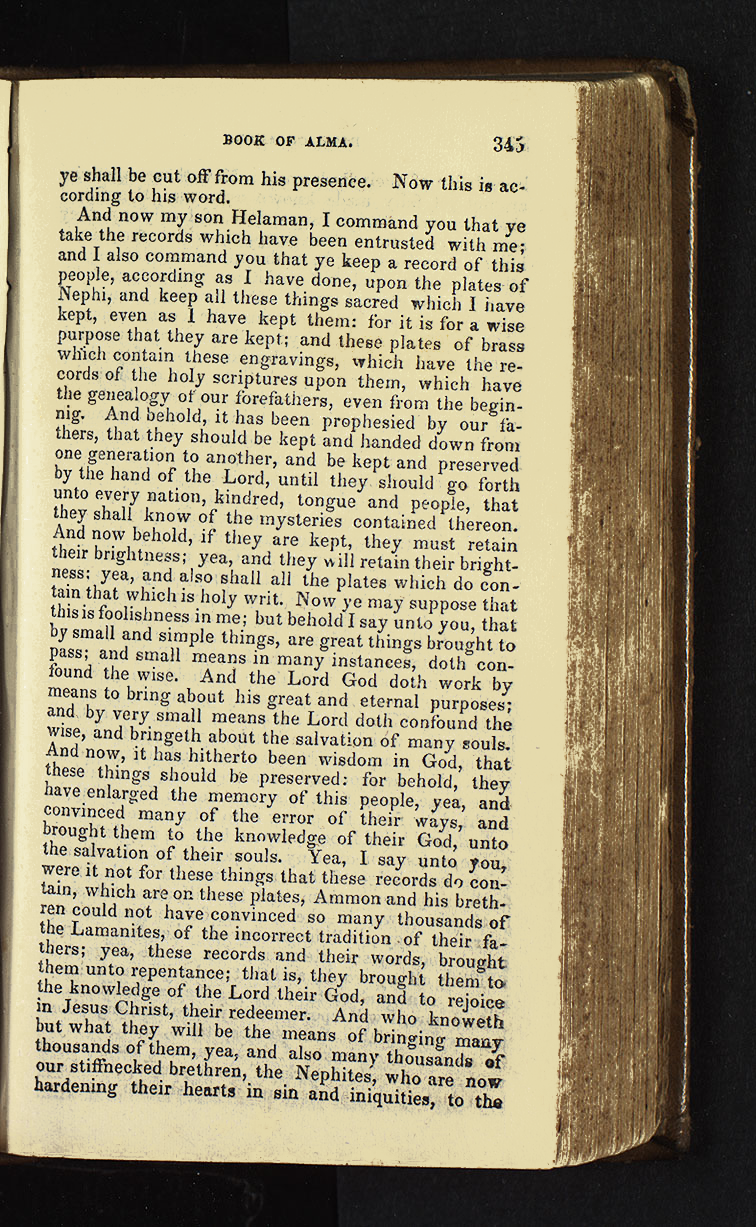 BOOK OF ALMA. 345
ye shall be cut off from his presence. Now this is ac-
cording to his word.
And now my son Helaman, I command you that ye
take the records which have been entrusted with me;
and I also command you that ye keep a record of this
people, according as I have done, upon the plates of
Nephi, and keep all these things sacred which I have
kept, even as I have kept them: for it is for a wise
purpose that they are kept; and these plates of brass
which contain these engravings, which have the re-
cords of the holy scriptures upon them, which have
the genealogy of our forefathers, even from the begin-
nig. And behold, it has been prophesied by our fa-
thers, that they should be kept and handed down from
one generation to another, and be kept and preserved
by the hand of the Lord, until they should go forth
unto every nation, kindred, tongue and people, that
they shall know of the mysteries contained thereon.
And now behold, if they are kept, they must retain
their brightness; yea, and they will retain their bright-
ness: yea, and also shall all the plates which do con-
tain that which is holy writ. Now ye may suppose that
this is foolishness in me; but behold I say unto you, that
by small and simple things, are great things brought to
pass; and small means in many instances, doth con-
found the wise. And the Lord God doth work by
means to bring about his great and eternal purposes;
and by very small means the Lord doth confound the
wise, and bringeth about the salvation of many souls.
And now, it has hitherto been wisdom in God, that
these things should be preserved: for behold, they
have enlarged the memory of this people, yea, and
convinced many of the error of their ways, and
brought them to the knowledge of their God, unto
the salvation of their souls. Yea, I say unto you,
were it not for these things that these records do con-
tain, which are on these plates, Ammon and his breth-
ren could not have convinced so many thousands of
the Lamanites, of the incorrect tradition of their fa-
thers; yea, these records and their words, brought
them unto repentance; that is, they brought them to
the knowledge of the Lord their God, and to rejoice
in Jesus Christ, their redeemer. And who knoweth
but what they will be the means of bringing many
thousands of them, yea, and also many thousands of
our stiffnecked brethren, the Nephites, who are now
hardening their hearts in sin and iniquities, to the